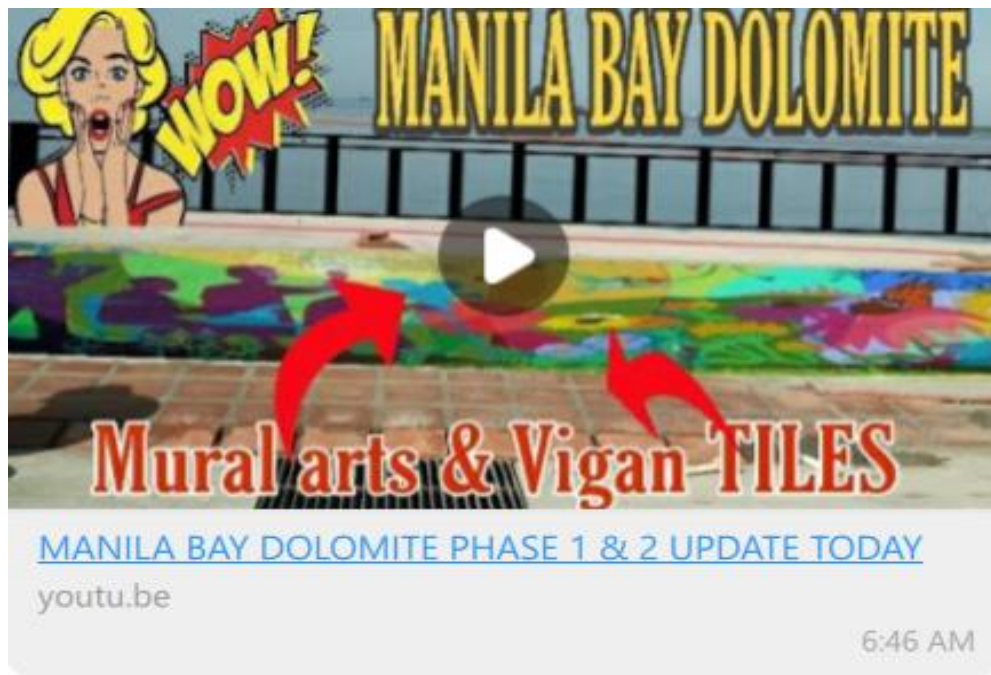 WOW!
MANILA BAY DOLOMITE
Mural arts & Vigan TILES
MANILA BAY DOLOMITE PHASE 1 & 2 UPDATE TODAY
youtu.be
6:46 AM